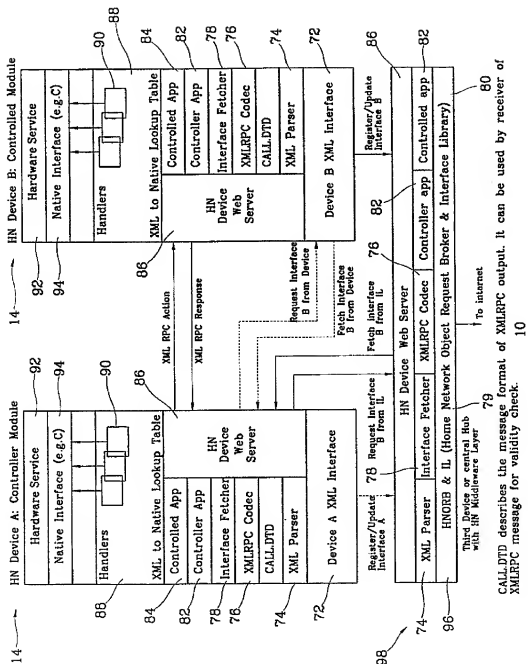 HN Device A: Controller Module
14
92
Hardware Service
94
Native Interface (e.g.C)
90
Handlers
88
XML to Native Lookup Table
84
Controlled App
82
Controller App
78
Interface Fetcher
76
XMLRPC Codec
CALL.DTD
74
XML Parser
HN
Device
Web
Server
86
72
Device A XML Interface
XML RPC Action
XML RPC Response
Request Interface
B from Device
Fetch Interface
B from Device
HN Device B: Controlled Module
14
92
Hardware Service
94
Native Interface (e.g.C)
90
Handlers
88
XML to Native Lookup Table
84
Controlled App
82
Controller App
78
Interface Fetcher
76
XMLRPC Codec
CALL.DTD
74
XML Parser
HN
Device
Web
Server
86
72
Device B XML Interface
Register/Update
Interface A
Request Interface
B from IL
Fetch interface
B from IL
Register/Update
Interface B
98
HN Device Web Server
86
74
XML Parser
78
Interface Fetcher
76
XMLRPC Codec
82
Controller app
82
Controlled app
96
HNORB & IL (Home Network Object Request Broker & Interface Library)
80
79
Third Device or central Hub
with HN Middleware Layer
To internet
CALL.DTD describes the message format of XMLRPC output. It can be used by receiver of
XMLRPC message for validity check.
10